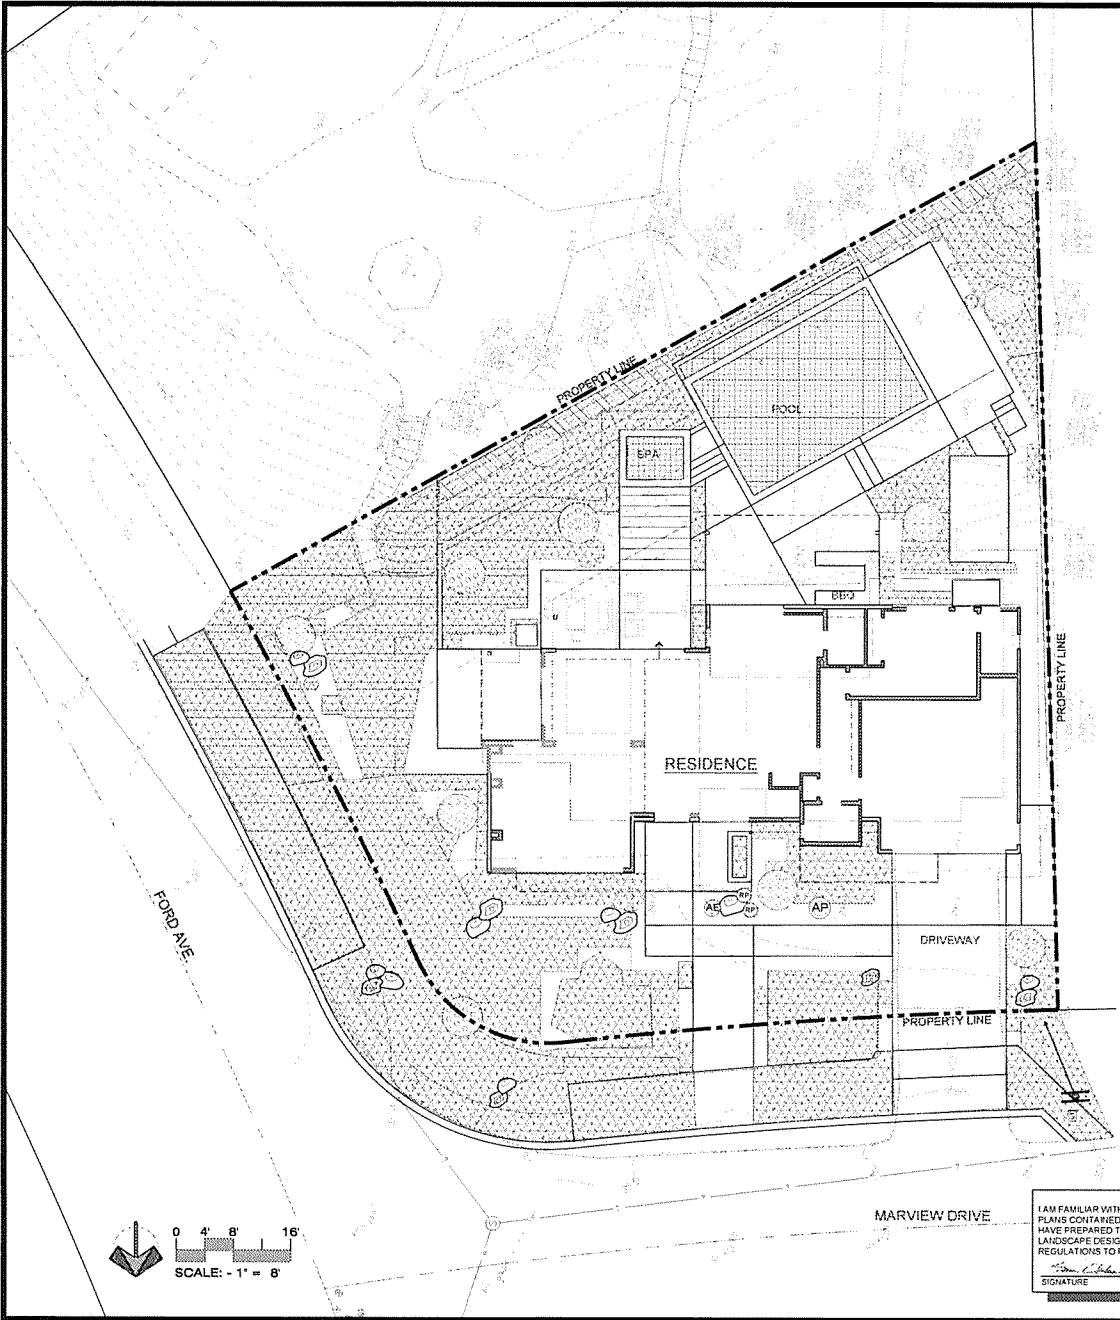 PROPERTY LINE
POOL
SPA
BBQ
PROPERTY LINE
RESIDENCE
AE
RP
RP
AP
FORD AVE
DRIVEWAY
PROPERTY LINE
MARVIEW DRIVE
0 4' 8' 16'
SCALE: - 1" = 8'
I AM FAMILIAR WITH
PLANS CONTAINED
HAVE PREPARED T
LANDSCAPE DESIG
REGULATIONS TO
SIGNATURE